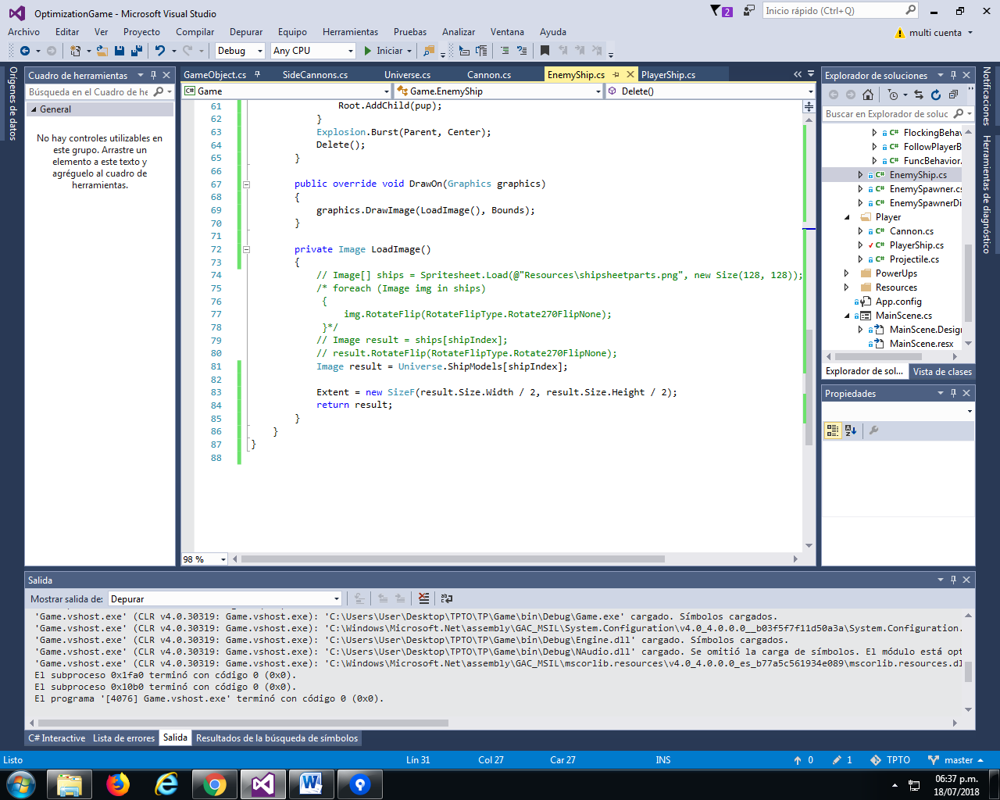 OptimizationGame - Microsoft Visual Studio
2
Inicio rápido (Ctrl+Q)
Archivo Editar Ver Proyecto Compilar Depurar Equipo Herramientas Pruebas Analizar Ventana Ayuda
multi cuenta
Debug Any CPU Iniciar
Orígenes de datos
Cuadro de herramientas
Búsqueda en el Cuadro de he
General
No hay controles utilizables en
este grupo. Arrastre un
elemento a este texto y
agréguelo al cuadro de
herramientas.
GameObject.cs SideCannons.cs Universe.cs Cannon.cs EnemyShip.cs PlayerShip.cs
Game Game.EnemyShip Delete()
61 Root.AddChild(pup);
62 }
63 Explosion.Burst(Parent, Center);
64 Delete();
65 }
66
67 public override void DrawOn(Graphics graphics)
68 {
69 graphics.DrawImage(LoadImage(), Bounds);
70 }
71
72 private Image LoadImage()
73 {
74 // Image[] ships = Spritesheet.Load(@"Resources\shipsheetparts.png", new Size(128, 128));
75 /* foreach (Image img in ships)
76 {
77 img.RotateFlip(RotateFlipType.Rotate270FlipNone);
78 }*/
79 // Image result = ships[shipIndex];
80 // result.RotateFlip(RotateFlipType.Rotate270FlipNone);
81 Image result = Universe.ShipModels[shipIndex];
82
83 Extent = new SizeF(result.Size.Width / 2, result.Size.Height / 2);
84 return result;
85 }
86 }
87 }
88
98 %
Explorador de soluciones
Buscar en Explorador de soluc
C# FlockingBehav
C# FollowPlayerB
C# FuncBehavior.
C# EnemyShip.cs
C# EnemySpawner.cs
C# EnemySpawnerDi
Player
C# Cannon.cs
C# PlayerShip.cs
C# Projectile.cs
PowerUps
Resources
App.config
MainScene.cs
MainScene.Desig
MainScene.resx
Explorador de sol... Vista de clases
Propiedades
Notificaciones
Herramientas de diagnóstico
Salida
Mostrar salida de: Depurar
'Game.vshost.exe' (CLR v4.0.30319: Game.vshost.exe): 'C:\Users\User\Desktop\TPTO\TP\Game\bin\Debug\Game.exe' cargado. Símbolos cargados.
'Game.vshost.exe' (CLR v4.0.30319: Game.vshost.exe): 'C:\Windows\Microsoft.Net\assembly\GAC_MSIL\System.Configuration\v4.0_4.0.0.0__b03f5f7f11d50a3a\System.Configuration.
'Game.vshost.exe' (CLR v4.0.30319: Game.vshost.exe): 'C:\Users\User\Desktop\TPTO\TP\Game\bin\Debug\Engine.dll' cargado. Símbolos cargados.
'Game.vshost.exe' (CLR v4.0.30319: Game.vshost.exe): 'C:\Users\User\Desktop\TPTO\TP\Game\bin\Debug\NAudio.dll' cargado. Se omitió la carga de símbolos. El módulo está opt
'Game.vshost.exe' (CLR v4.0.30319: Game.vshost.exe): 'C:\Windows\Microsoft.Net\assembly\GAC_MSIL\mscorlib.resources\v4.0_4.0.0.0_es_b77a5c561934e089\mscorlib.resources.dl
El subproceso 0x1fa0 terminó con código 0 (0x0).
El subproceso 0x10b0 terminó con código 0 (0x0).
El programa '[4076] Game.vshost.exe' terminó con código 0 (0x0).
C# Interactive Lista de errores Salida Resultados de la búsqueda de símbolos
Listo Lín 31 Col 27 Car 27 INS 0 1 TPTO master
06:37 p.m.
18/07/2018